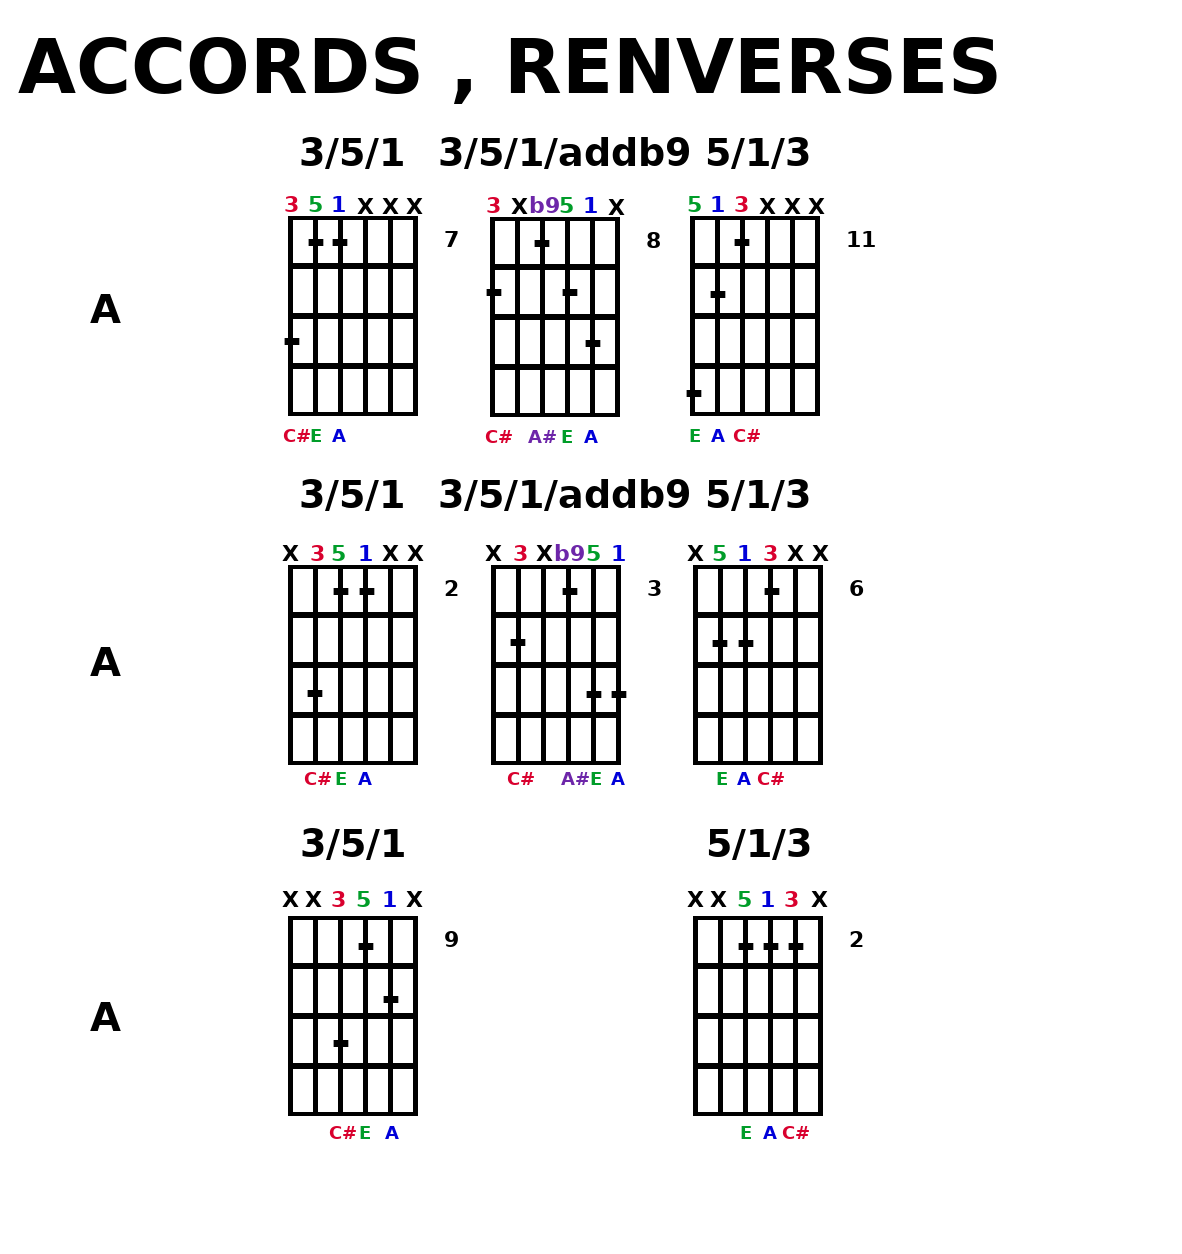 ACCORDS , RENVERSES
3/5/1 3/5/1/addb9 5/1/3
3 5 1 X X X 3 X b9 5 1 X 5 1 3 X X X
7 8 11
A
C# E A C# A# E A E A C#
3/5/1 3/5/1/addb9 5/1/3
X 3 5 1 X X X 3 X b9 5 1 X 5 1 3 X X
2 3 6
A
C# E A C# A# E A E A C#
3/5/1 5/1/3
X X 3 5 1 X X X 5 1 3 X
9 2
A
C# E A E A C#